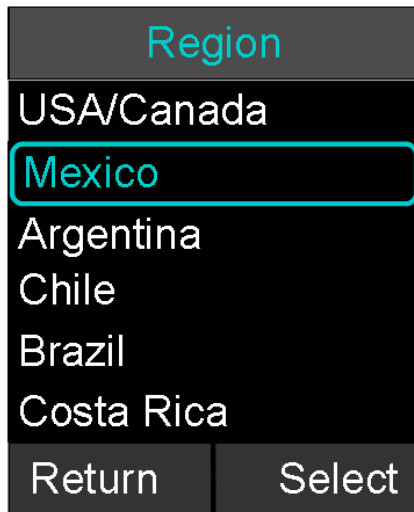 Region
USA/Canada
Mexico
Argentina
Chile
Brazil
Costa Rica
Return Select